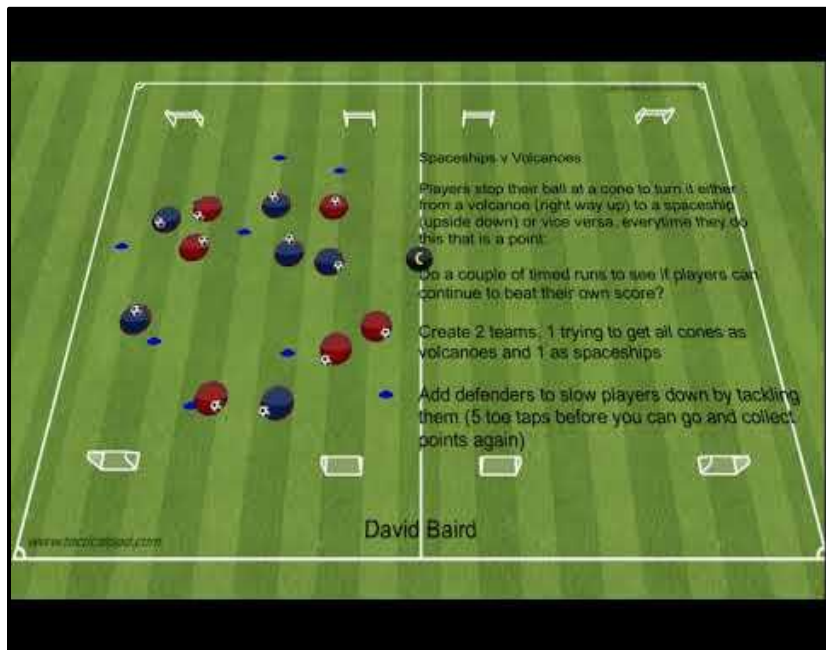 Spaceships v Volcanoes
Players stop their ball at a cone to turn it either
from a volcanoe (right way up) to a spaceship
(upside down) or vice versa, everytime they do
this that is a point.
Do a couple of timed runs to see if players can
continue to beat their own score?
Create 2 teams, 1 trying to get all cones as
volcanoes and 1 as spaceships
Add defenders to slow players down by tackling
them (5 toe taps before you can go and collect
points again)
David Baird
C